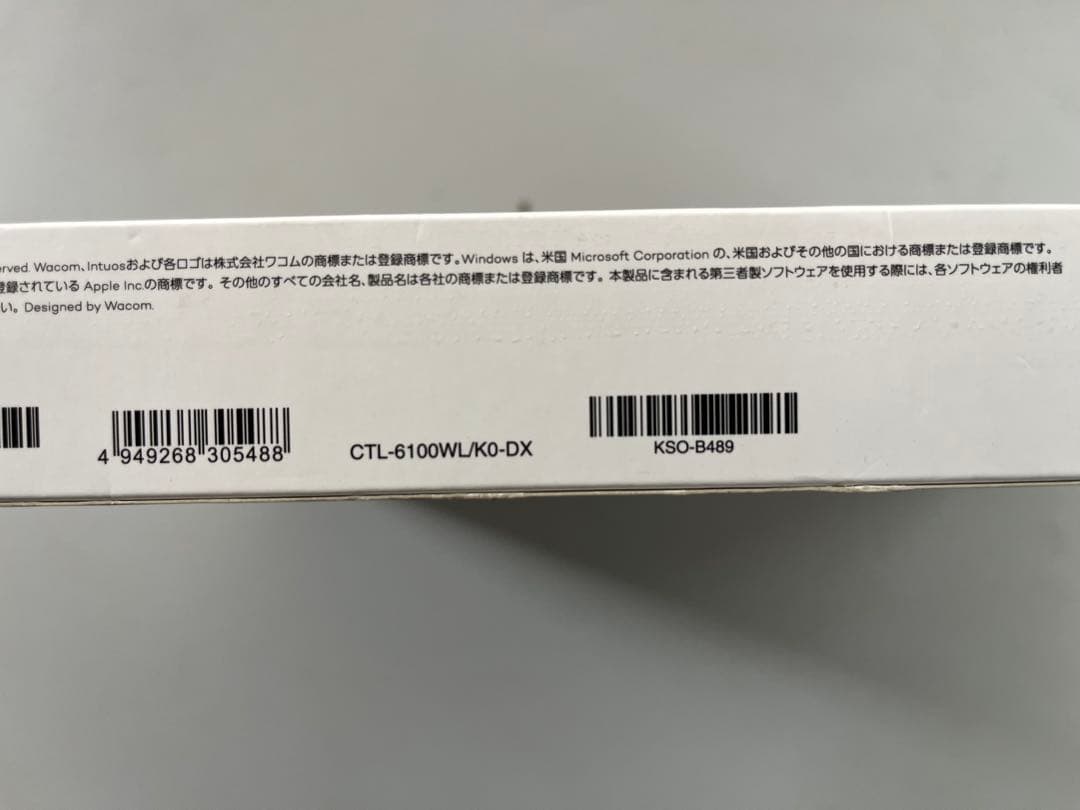 Wacom、Intuosおよび各ロゴは株式会社ワコムの商標または登録商標です。Windows は、米国 Microsoft Corporation の、米国およびその他の国における商標または登録商標です。
登録されている Apple Inc.の商標です。その他のすべての会社名、製品名は各社の商標または登録商標です。本製品に含まれる第三者製ソフトウェアを使用する際には、各ソフトウェアの権利者
い。Designed by Wacom.
4 949268 305488
CTL-6100WL/K0-DX
KSO-B489